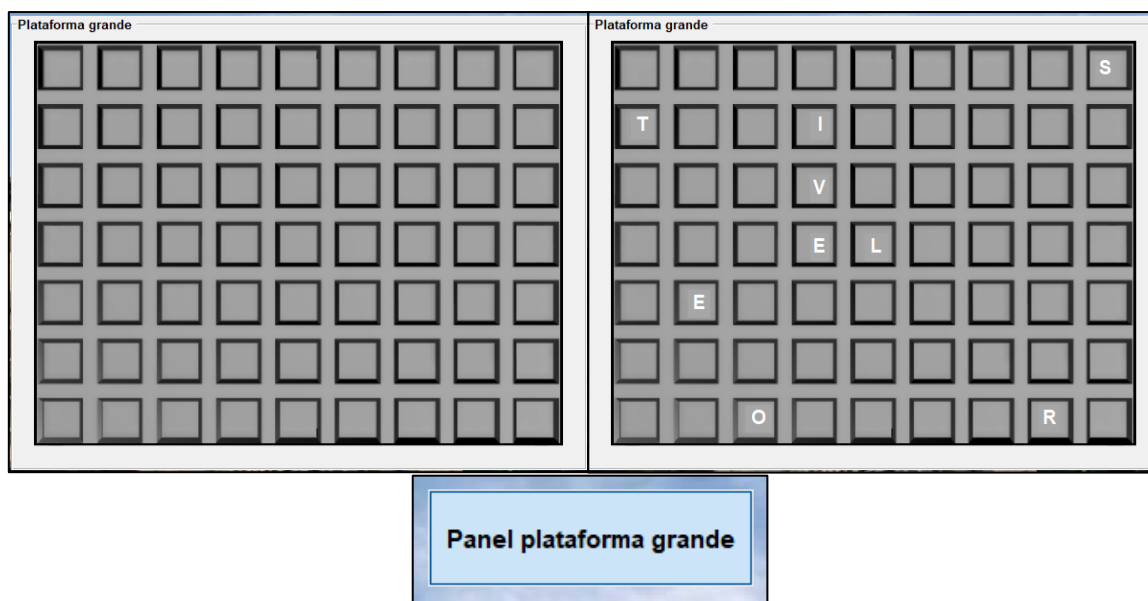 Plataforma grande
Plataforma grande
S
T I
V
E L
E
O R
Panel plataforma grande